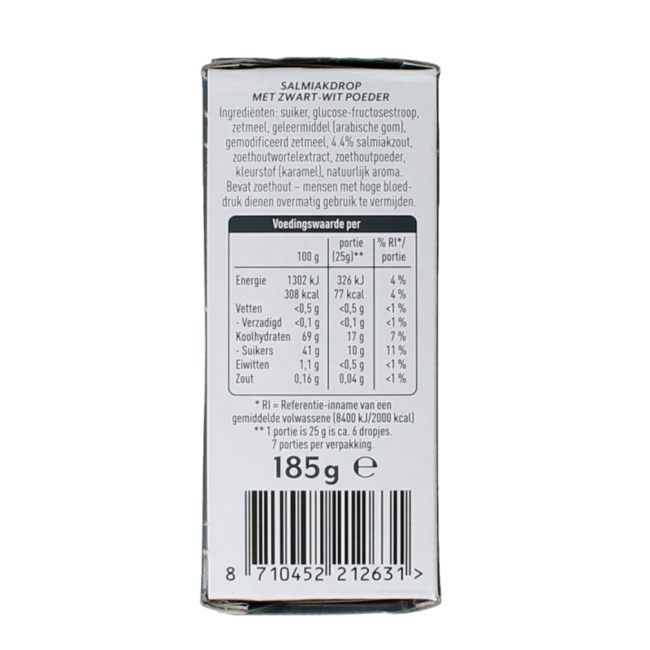 SALMIAKDROP
MET ZWART-WIT POEDER
Ingrediënten: suiker, glucose-fructosestroop,
zetmeel, geleermiddel (arabische gom),
gemodificeerd zetmeel, 4.4% salmiakzout,
zoethoutwortelextract, zoethoutpoeder,
kleurstof (karamel), natuurlijk aroma.
Bevat zoethout – mensen met hoge bloed-
druk dienen overmatig gebruik te vermijden.
Voedingswaarde per
100 g portie (25g)** % RI*/ portie
Energie 1302 kJ 326 kJ 4 %
308 kcal 77 kcal 4 %
Vetten <0,5 g <0,5 g <1 %
- Verzadigd <0,1 g <0,1 g <1 %
Koolhydraten 69 g 17 g 7 %
- Suikers 41 g 10 g 11 %
Eiwitten 1,1 g <0,5 g <1 %
Zout 0,16 g 0,04 g <1 %
* RI = Referentie-inname van een
gemiddelde volwassene (8400 kJ/2000 kcal)
** 1 portie is 25 g is ca. 6 dropjes.
7 porties per verpakking.
185g ℮
8 710452 212631 >